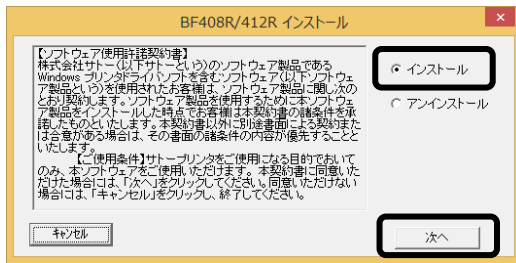 BF408R/412R インストール
×
【ソフトウェア使用許諾契約書】
株式会社サトー(以下サトーという)のソフトウェア製品である
Windows プリンタドライバソフトを含むソフトウェア(以下ソフトウェ
ア製品という)を使用されたお客様は、ソフトウェア製品に関し次の
とおり契約します。ソフトウェア製品を使用するために本ソフトウェ
ア製品をインストールした時点でお客様は本契約書の諸条件を承
諾したものといたします。本契約書以外に別途書面による契約また
は合意がある場合は、その書面の諸条件の内容が優先することと
いたします。
【ご使用条件】サトープリンタをご使用になる目的でおいて
のみ、本ソフトウェアをご使用いただけます。本契約書に同意いた
だけた場合には、「次へ」をクリックしてください。同意いただけない
場合には、「キャンセル」をクリックし、終了してください。
インストール
アンインストール
キャンセル
次へ